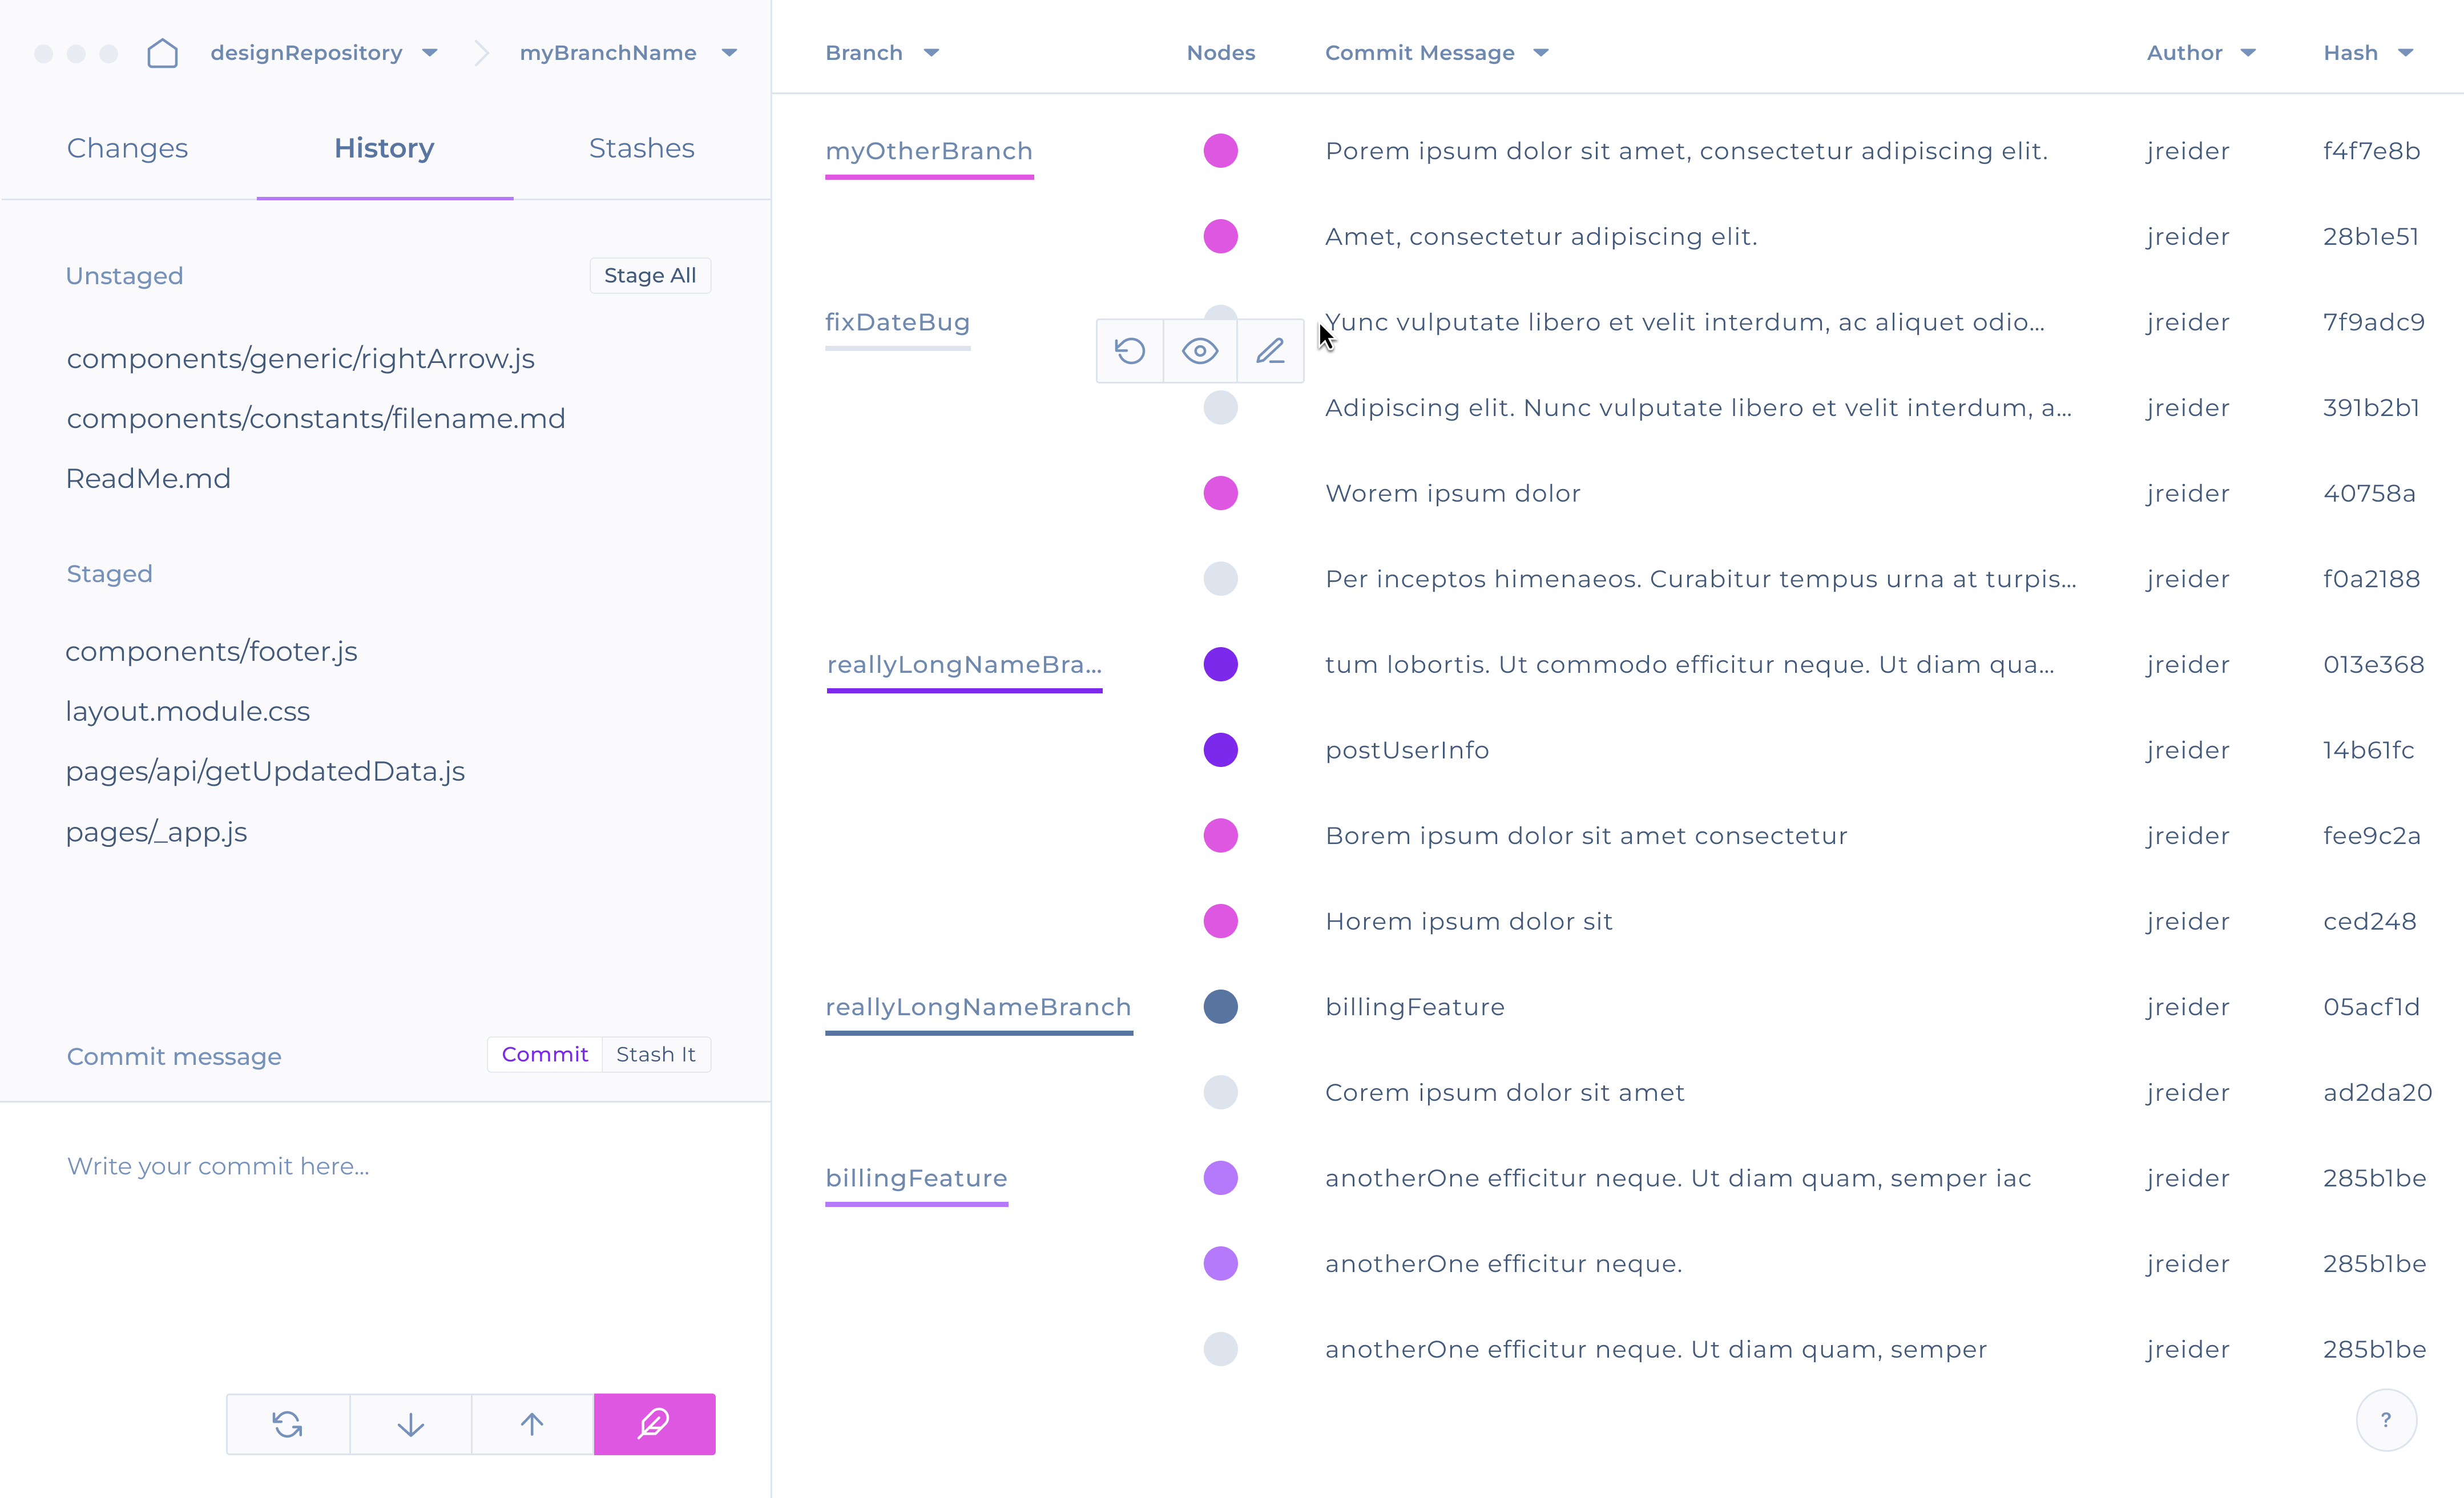 designRepository myBranchName
Changes History Stashes
Unstaged Stage All
components/generic/rightArrow.js
components/constants/filename.md
ReadMe.md
Staged
components/footer.js
layout.module.css
pages/api/getUpdatedData.js
pages/_app.js
Commit message Commit Stash It
Write your commit here...
Branch Nodes Commit Message Author Hash
myOtherBranch Porem ipsum dolor sit amet, consectetur adipiscing elit. jreider f4f7e8b
Amet, consectetur adipiscing elit. jreider 28b1e51
fixDateBug Yunc vulputate libero et velit interdum, ac aliquet odio... jreider 7f9adc9
Adipiscing elit. Nunc vulputate libero et velit interdum, a... jreider 391b2b1
Worem ipsum dolor jreider 40758a
Per inceptos himenaeos. Curabitur tempus urna at turpis... jreider f0a2188
reallyLongNameBra... tum lobortis. Ut commodo efficitur neque. Ut diam qua... jreider 013e368
postUserInfo jreider 14b61fc
Borem ipsum dolor sit amet consectetur jreider fee9c2a
Horem ipsum dolor sit jreider ced248
reallyLongNameBranch billingFeature jreider 05acf1d
Corem ipsum dolor sit amet jreider ad2da20
billingFeature anotherOne efficitur neque. Ut diam quam, semper iac jreider 285b1be
anotherOne efficitur neque. jreider 285b1be
anotherOne efficitur neque. Ut diam quam, semper jreider 285b1be
?